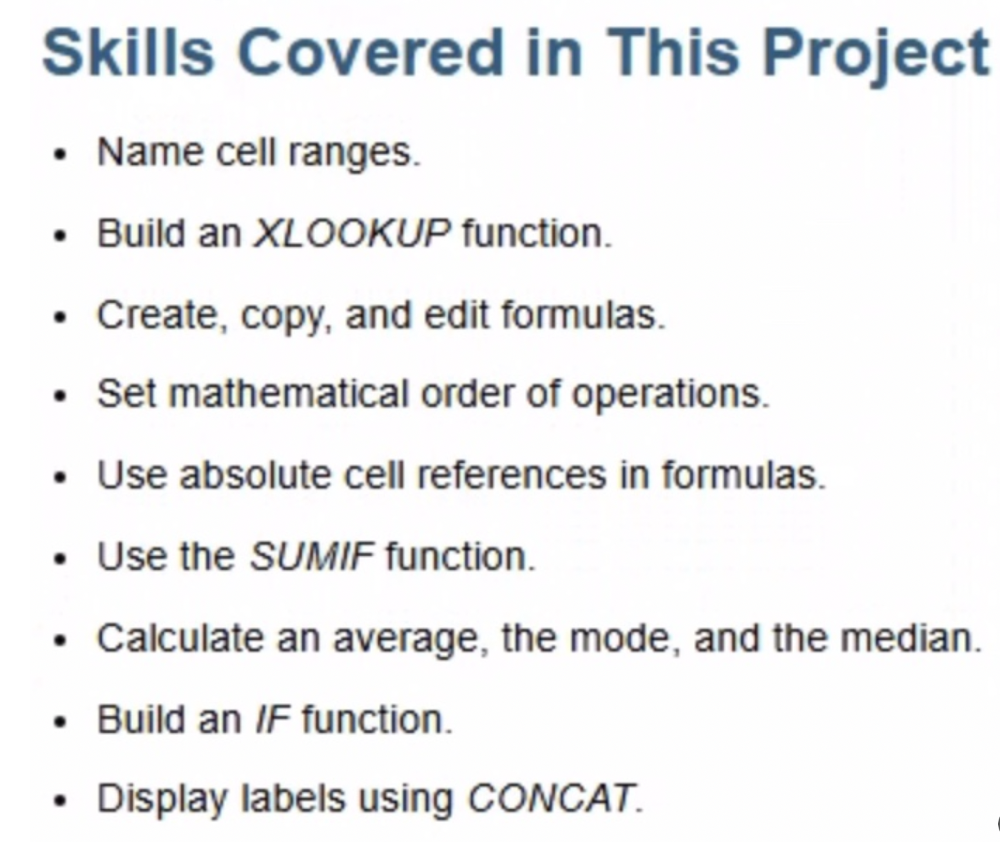 Skills Covered in This Project
• Name cell ranges.
• Build an XLOOKUP function.
• Create, copy, and edit formulas.
• Set mathematical order of operations.
• Use absolute cell references in formulas.
• Use the SUMIF function.
• Calculate an average, the mode, and the median.
• Build an IF function.
• Display labels using CONCAT.